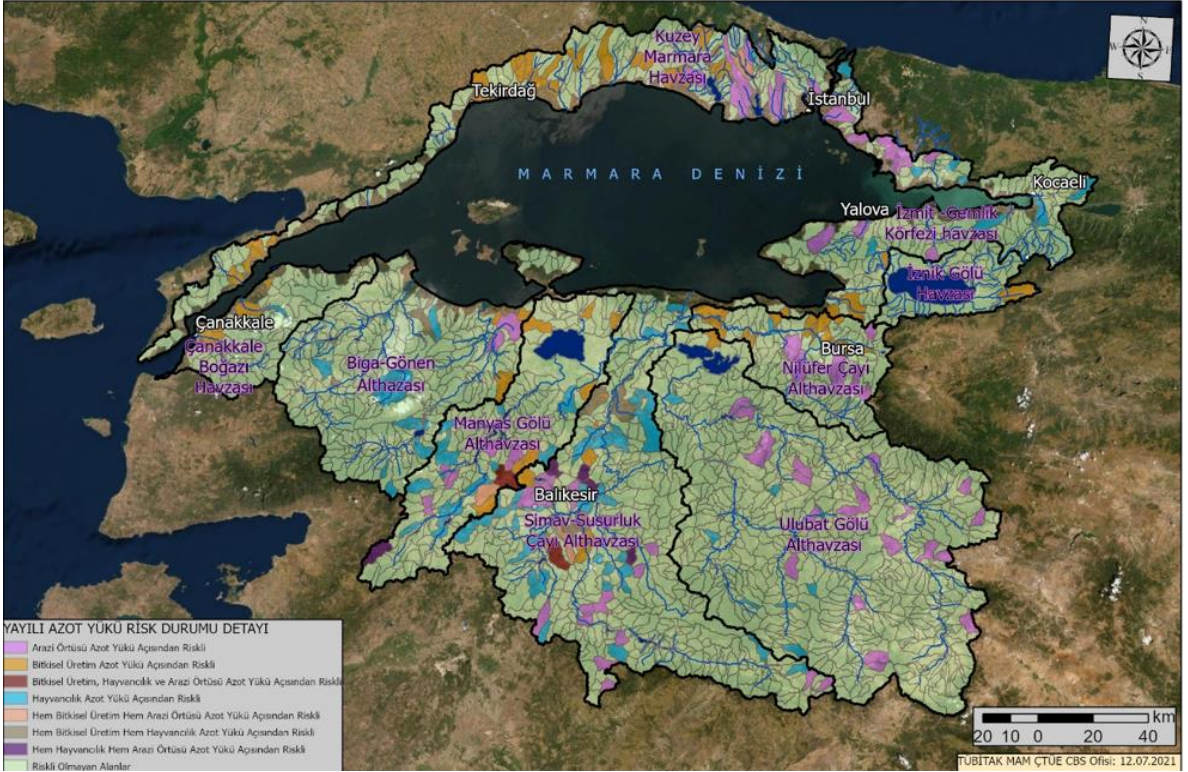 N
W E
S
Kuzey
Marmara
Havzası
Tekirdağ
İstanbul
MARMARA DENİZİ
Kocaeli
Yalova
İzmit -Gemlik
Körfezi havzası
İznik Gölü
Havzası
Çanakkale
Çanakkale
Boğazı
Havzası
Biga-Gönen
Althazası
Bursa
Nilüfer Çayı
Althavzası
Manyas Gölü
Althavzası
Balıkesir
Simav-Susurluk
Çayı Althavzası
Ulubat Gölü
Althavzası
YAYILI AZOT YÜKÜ RİSK DURUMU DETAYI
Arazi Örtüsü Azot Yükü Açısından Riskli
Bitkisel Üretim Azot Yükü Açısından Riskli
Bitkisel Üretim, Hayvancılık ve Arazi Örtüsü Azot Yükü Açısından Riskli
Hayvancılık Azot Yükü Açısından Riskli
Hem Bitkisel Üretim Hem Arazi Örtüsü Azot Yükü Açısından Riskli
Hem Bitkisel Üretim Hem Hayvancılık Azot Yükü Açısından Riskli
Hem Hayvancılık Hem Arazi Örtüsü Azot Yükü Açısından Riskli
Riskli Olmayan Alanlar
km
20 10 0 20 40
TÜBİTAK MAM ÇTÜE CBS Ofisi: 12.07.2021